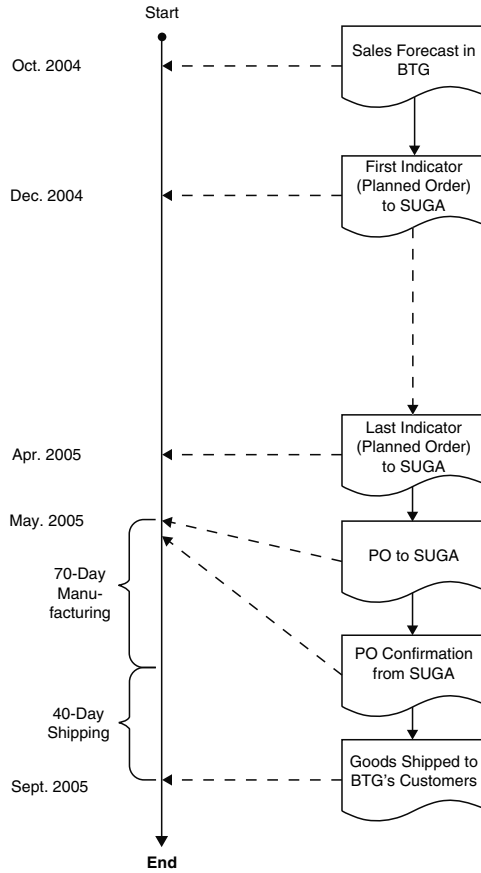 Start
Oct. 2004
Sales Forecast in
BTG
Dec. 2004
First Indicator
(Planned Order)
to SUGA
Apr. 2005
Last Indicator
(Planned Order)
to SUGA
May. 2005
PO to SUGA
70-Day
Manu-
facturing
PO Confirmation
from SUGA
40-Day
Shipping
Goods Shipped to
BTG's Customers
Sept. 2005
End